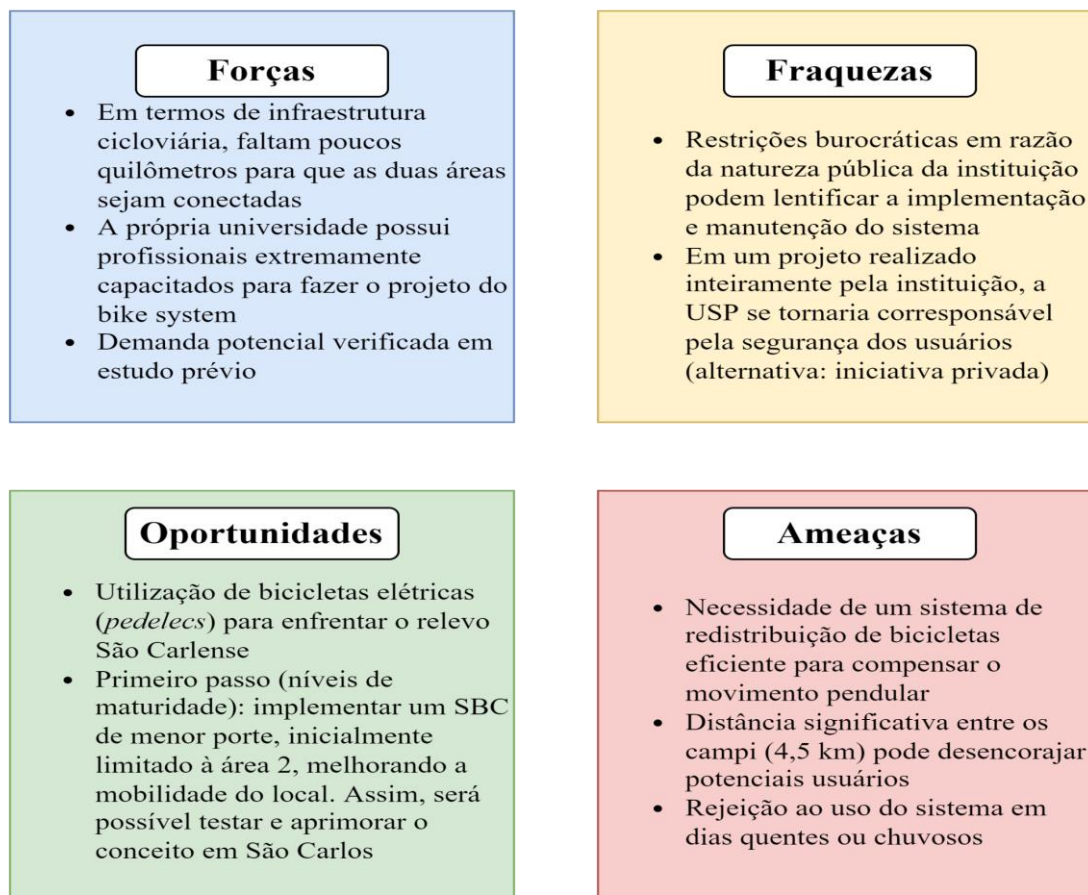 Forças
• Em termos de infraestrutura
cicloviária, faltam poucos
quilômetros para que as duas áreas
sejam conectadas
• A própria universidade possui
profissionais extremamente
capacitados para fazer o projeto do
bike system
• Demanda potencial verificada em
estudo prévio
Fraquezas
• Restrições burocráticas em razão
da natureza pública da instituição
podem lentificar a implementação
e manutenção do sistema
• Em um projeto realizado
inteiramente pela instituição, a
USP se tornaria corresponsável
pela segurança dos usuários
(alternativa: iniciativa privada)
Oportunidades
• Utilização de bicicletas elétricas
(pedelecs) para enfrentar o relevo
São Carlense
• Primeiro passo (níveis de
maturidade): implementar um SBC
de menor porte, inicialmente
limitado à área 2, melhorando a
mobilidade do local. Assim, será
possível testar e aprimorar o
conceito em São Carlos
Ameaças
• Necessidade de um sistema de
redistribuição de bicicletas
eficiente para compensar o
movimento pendular
• Distância significativa entre os
campi (4,5 km) pode desencorajar
potenciais usuários
• Rejeição ao uso do sistema em
dias quentes ou chuvosos